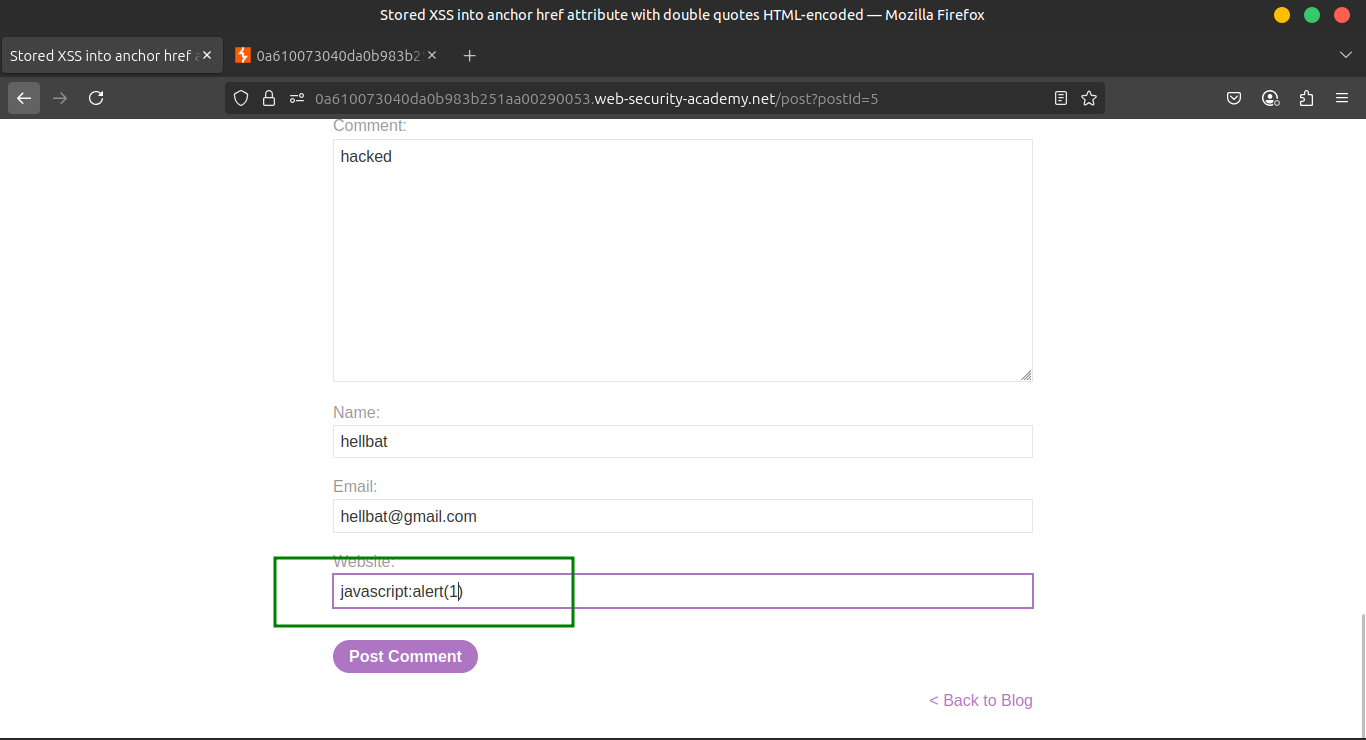 Stored XSS into anchor href attribute with double quotes HTML-encoded — Mozilla Firefox
Stored XSS into anchor href a
0a610073040da0b983b2
0a610073040da0b983b251aa00290053.web-security-academy.net/post?postId=5
Comment:
hacked
Name:
hellbat
Email:
hellbat@gmail.com
Website:
javascript:alert(1)
Post Comment
< Back to Blog